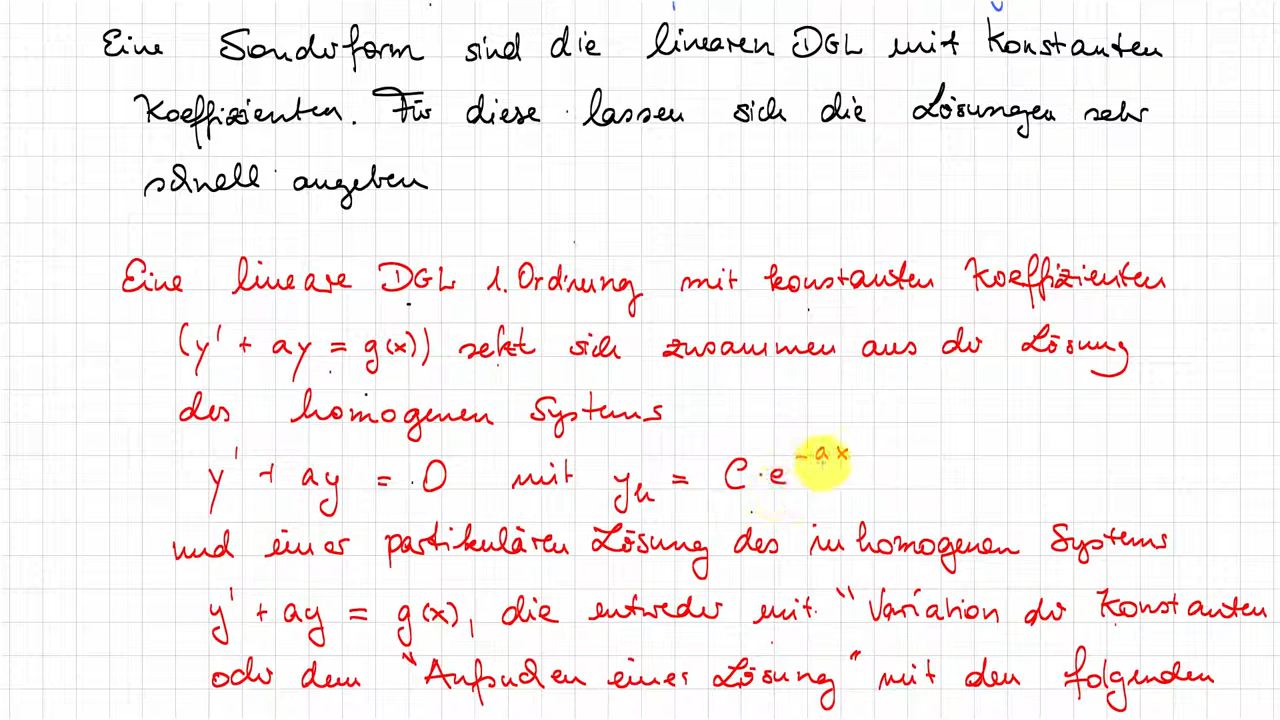 Eine Sonderform sind die linearen DGL mit konstanten
Koeffizienten. Für diese lassen sich die Lösungen sehr
schnell angeben
Eine lineare DGL 1. Ordnung mit konstanten Koeffizienten
(y' + ay = g(x)) setzt sich zusammen aus der Lösung
des homogenen Systems
y' + ay = 0 mit yh = C · e^-ax
und einer partikulären Lösung des inhomogenen Systems
y' + ay = g(x), die entweder mit "Variation der Konstanten
oder dem "Aufsuchen einer Lösung" mit den folgenden